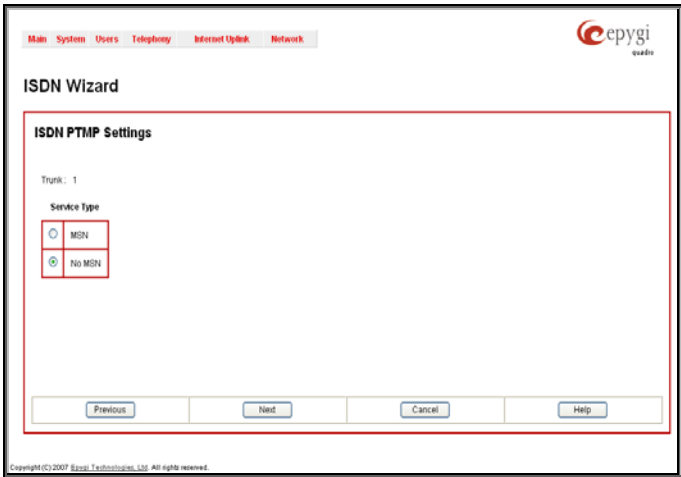 Main System Users Telephony Internet Uplink Network
epygi
quadro
ISDN Wizard
ISDN PTMP Settings
Trunk: 1
Service Type
MSN
No MSN
Previous Next Cancel Help
Copyright (C) 2007 Epygi Technologies, Ltd. All rights reserved.